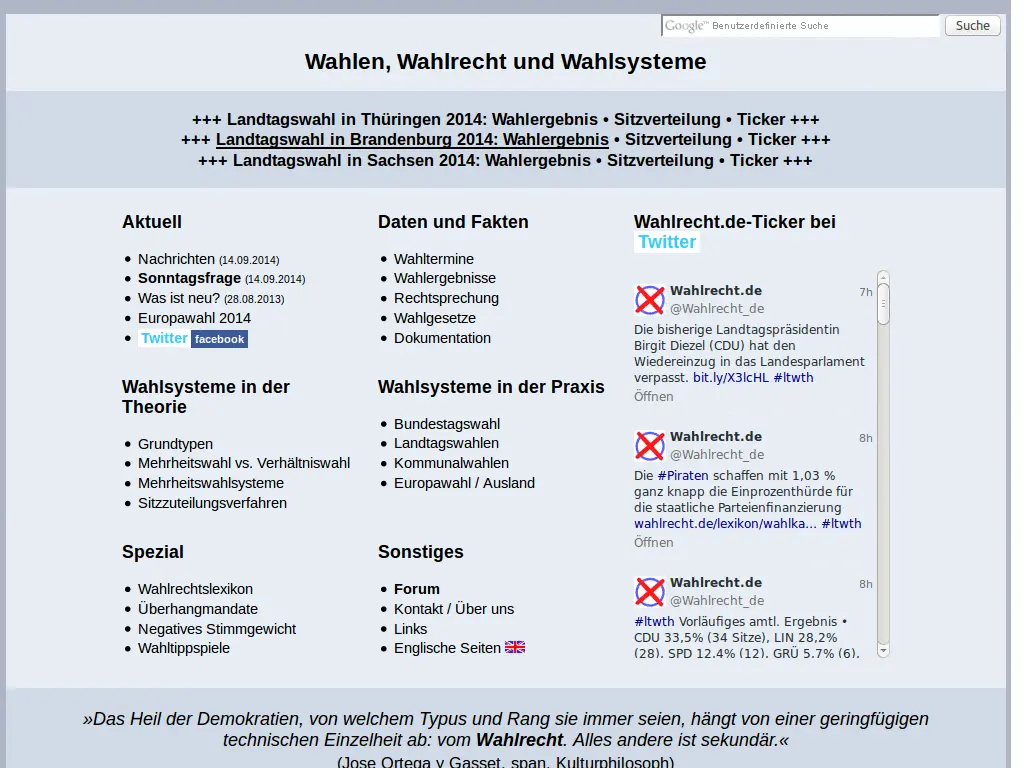 Google™ Benutzerdefinierte Suche
Suche
Wahlen, Wahlrecht und Wahlsysteme
+++ Landtagswahl in Thüringen 2014: Wahlergebnis • Sitzverteilung • Ticker +++
+++ Landtagswahl in Brandenburg 2014: Wahlergebnis • Sitzverteilung • Ticker +++
+++ Landtagswahl in Sachsen 2014: Wahlergebnis • Sitzverteilung • Ticker +++
Aktuell
• Nachrichten (14.09.2014)
• Sonntagsfrage (14.09.2014)
• Was ist neu? (28.08.2013)
• Europawahl 2014
• Twitter facebook
Daten und Fakten
• Wahltermine
• Wahlergebnisse
• Rechtsprechung
• Wahlgesetze
• Dokumentation
Wahlsysteme in der
Theorie
• Grundtypen
• Mehrheitswahl vs. Verhältniswahl
• Mehrheitswahlsysteme
• Sitzzuteilungsverfahren
Wahlsysteme in der Praxis
• Bundestagswahl
• Landtagswahlen
• Kommunalwahlen
• Europawahl / Ausland
Spezial
• Wahlrechtslexikon
• Überhangmandate
• Negatives Stimmgewicht
• Wahltippspiele
Sonstiges
• Forum
• Kontakt / Über uns
• Links
• Englische Seiten
Wahlrecht.de-Ticker bei
Twitter
Wahlrecht.de 7h
@Wahlrecht_de
Die bisherige Landtagspräsidentin
Birgit Diezel (CDU) hat den
Wiedereinzug in das Landesparlament
verpasst. bit.ly/X3lcHL #ltwth
Öffnen
Wahlrecht.de 8h
@Wahlrecht_de
Die #Piraten schaffen mit 1,03 %
ganz knapp die Einprozenthürde für
die staatliche Parteienfinanzierung
wahlrecht.de/lexikon/wahlka… #ltwth
Öffnen
Wahlrecht.de 8h
@Wahlrecht_de
#ltwth Vorläufiges amtl. Ergebnis •
CDU 33,5% (34 Sitze), LIN 28,2%
(28), SPD 12,4% (12), GRÜ 5,7% (6),
»Das Heil der Demokratien, von welchem Typus und Rang sie immer seien, hängt von einer geringfügigen
technischen Einzelheit ab: vom Wahlrecht. Alles andere ist sekundär.«
(Jose Ortega y Gasset, span. Kulturphilosoph)